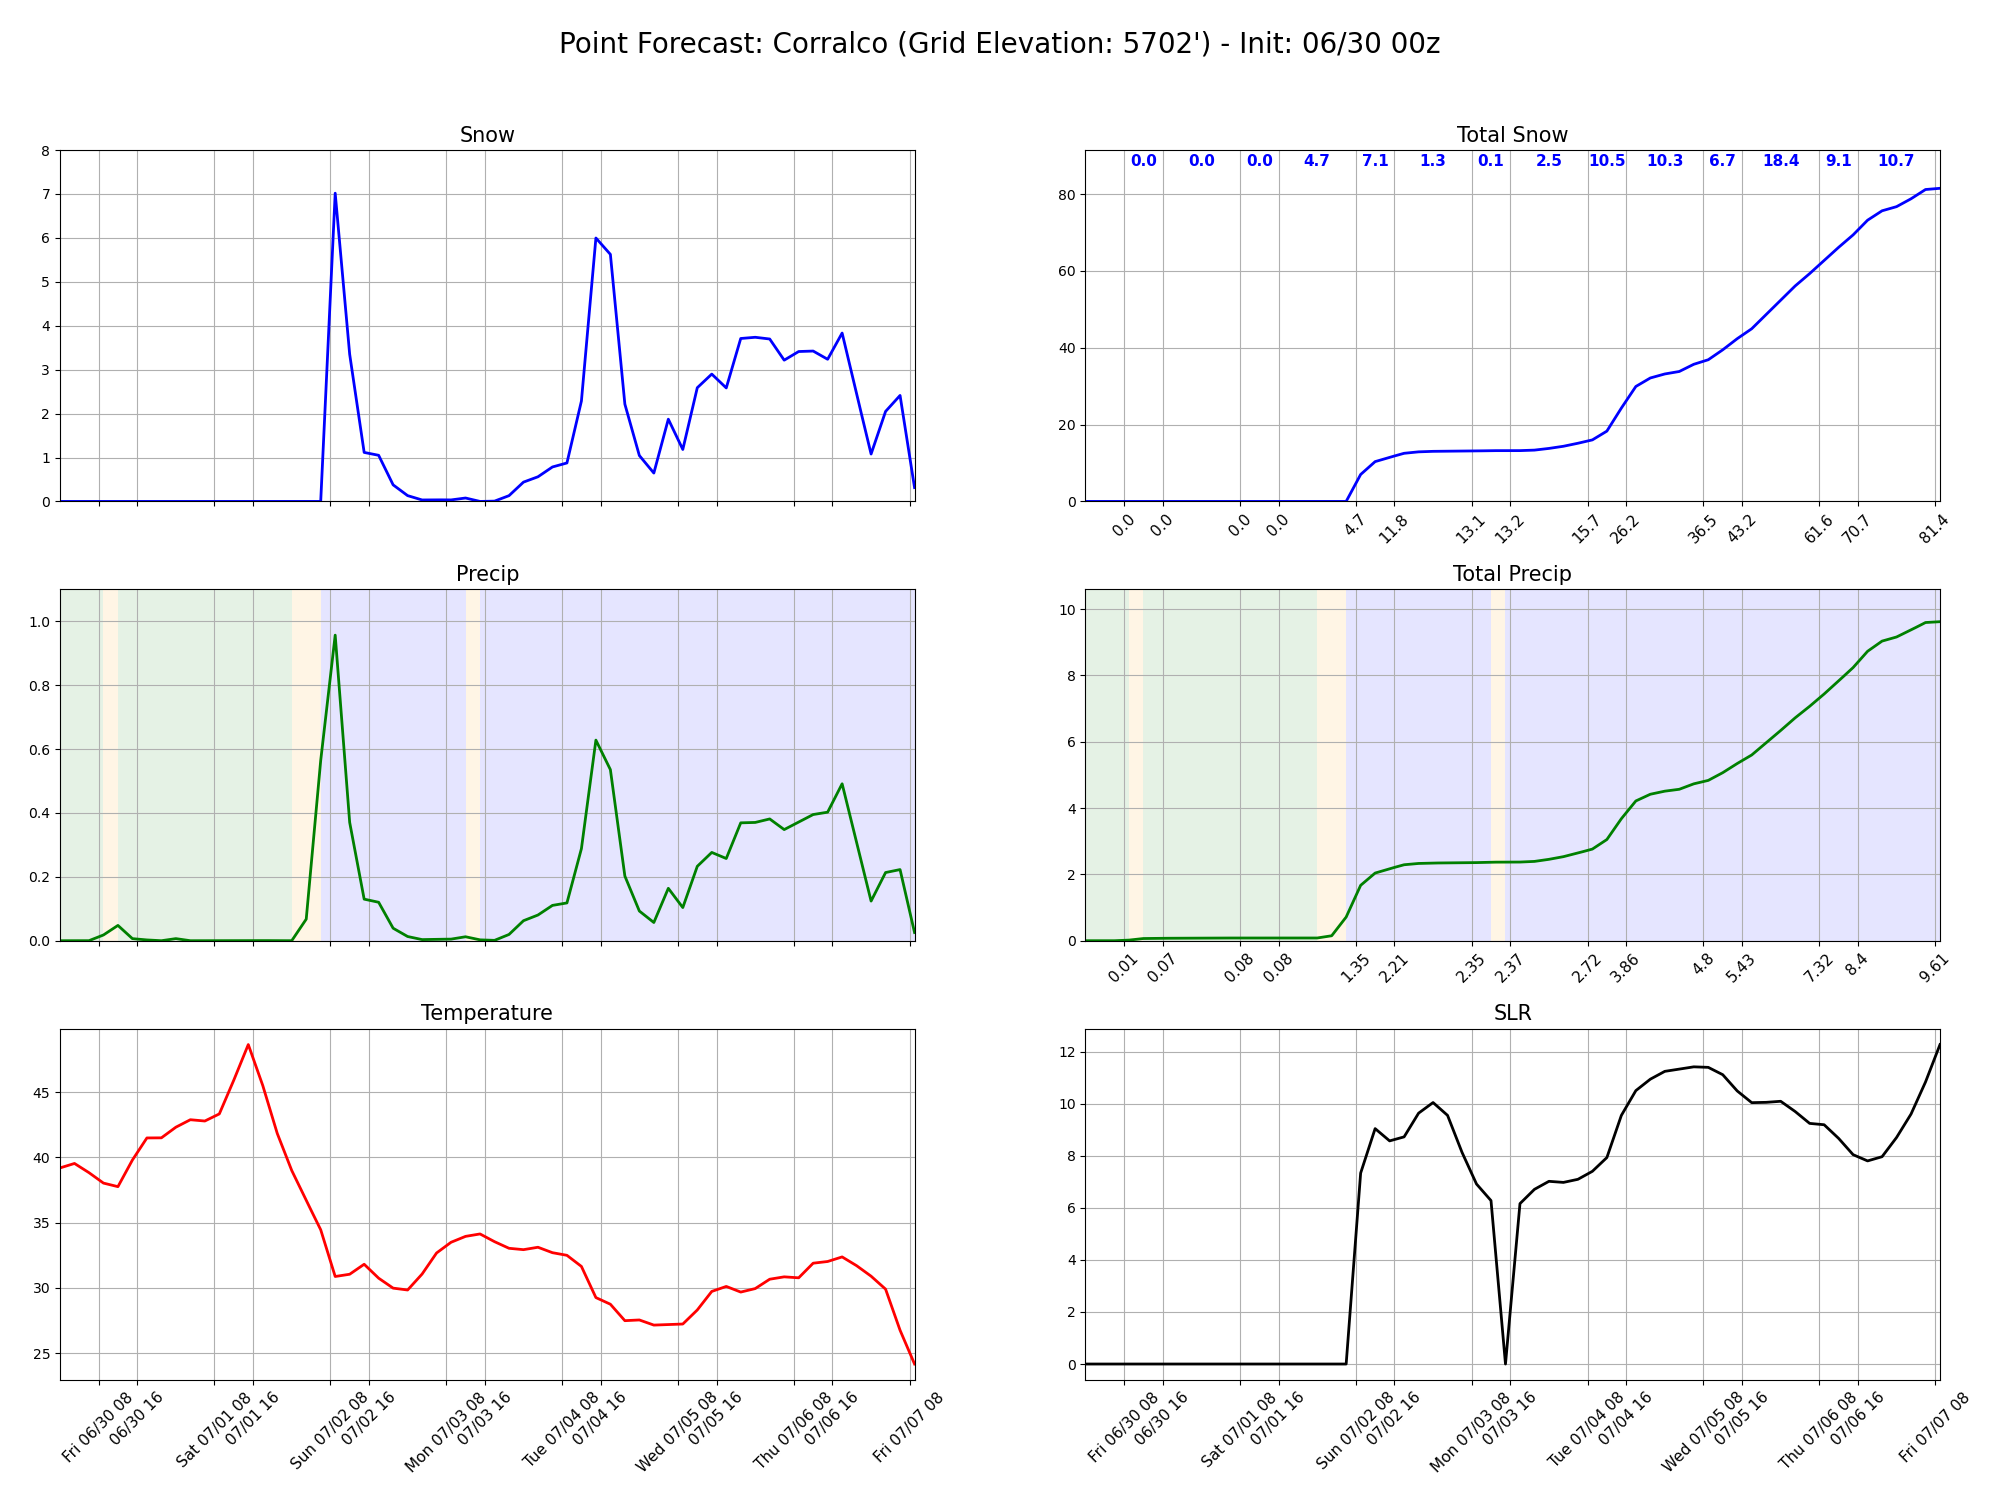 Point Forecast: Corralco (Grid Elevation: 5702') - Init: 06/30 00z
Snow
8
7
6
5
4
3
2
1
0
Total Snow
0.0 0.0 0.0 4.7 7.1 1.3 0.1 2.5 10.5 10.3 6.7 18.4 9.1 10.7
80
60
40
20
0
0.0 0.0 0.0 0.0 4.7 11.8 13.1 13.2 15.7 26.2 36.5 43.2 61.6 70.7 81.4
Precip
1.0
0.8
0.6
0.4
0.2
0.0
Total Precip
10
8
6
4
2
0
0.01 0.07 0.08 0.08 1.35 2.21 2.35 2.37 2.72 3.86 4.8 5.43 7.32 8.4 9.61
Temperature
45
40
35
30
25
Fri 06/30 08
06/30 16
Sat 07/01 08
07/01 16
Sun 07/02 08
07/02 16
Mon 07/03 08
07/03 16
Tue 07/04 08
07/04 16
Wed 07/05 08
07/05 16
Thu 07/06 08
07/06 16
Fri 07/07 08
SLR
12
10
8
6
4
2
0
Fri 06/30 08
06/30 16
Sat 07/01 08
07/01 16
Sun 07/02 08
07/02 16
Mon 07/03 08
07/03 16
Tue 07/04 08
07/04 16
Wed 07/05 08
07/05 16
Thu 07/06 08
07/06 16
Fri 07/07 08